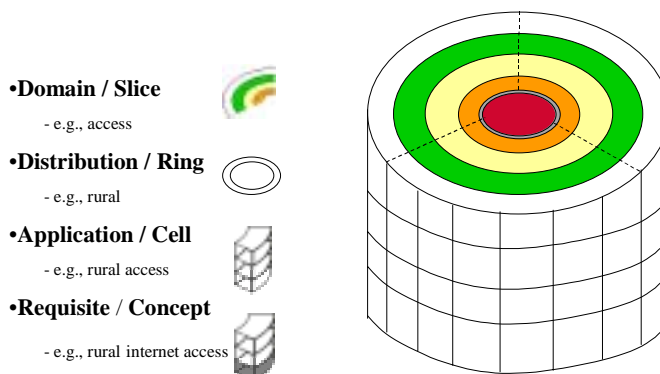 •Domain / Slice
- e.g., access
•Distribution / Ring
- e.g., rural
•Application / Cell
- e.g., rural access
•Requisite / Concept
- e.g., rural internet access